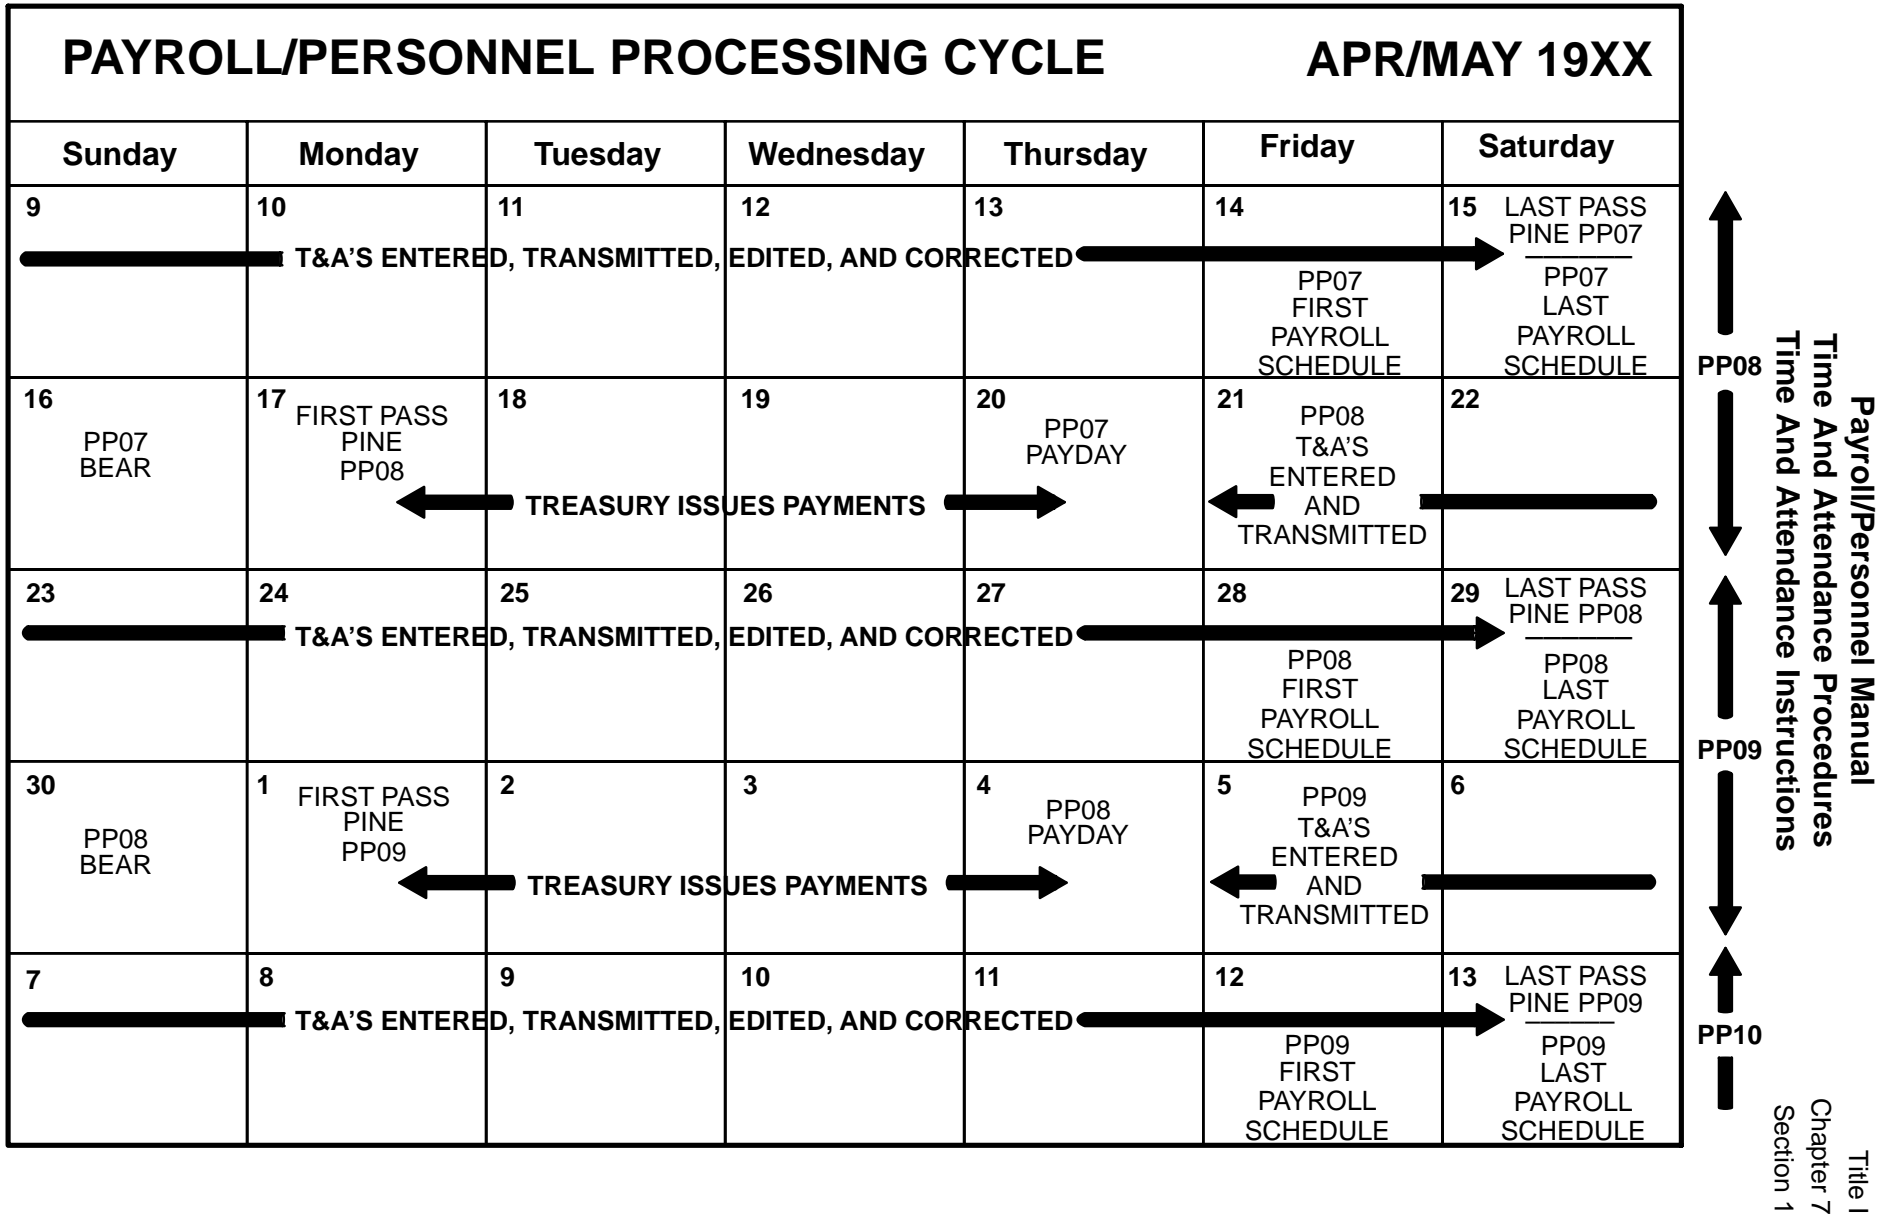 PAYROLL/PERSONNEL PROCESSING CYCLE APR/MAY 19XX
Sunday Monday Tuesday Wednesday Thursday Friday Saturday
9 10 11 12 13 14 15
T&A'S ENTERED, TRANSMITTED, EDITED, AND CORRECTED
PP07
FIRST
PAYROLL
SCHEDULE
LAST PASS
PINE PP07
PP07
LAST
PAYROLL
SCHEDULE
16 17 18 19 20 21 22
PP07
BEAR
FIRST PASS
PINE
PP08
TREASURY ISSUES PAYMENTS
PP07
PAYDAY
PP08
T&A'S
ENTERED
AND
TRANSMITTED
23 24 25 26 27 28 29
T&A'S ENTERED, TRANSMITTED, EDITED, AND CORRECTED
PP08
FIRST
PAYROLL
SCHEDULE
LAST PASS
PINE PP08
PP08
LAST
PAYROLL
SCHEDULE
30 1 2 3 4 5 6
PP08
BEAR
FIRST PASS
PINE
PP09
TREASURY ISSUES PAYMENTS
PP08
PAYDAY
PP09
T&A'S
ENTERED
AND
TRANSMITTED
7 8 9 10 11 12 13
T&A'S ENTERED, TRANSMITTED, EDITED, AND CORRECTED
PP09
FIRST
PAYROLL
SCHEDULE
LAST PASS
PINE PP09
PP09
LAST
PAYROLL
SCHEDULE
PP08
PP09
PP10
Payroll/Personnel Manual
Time And Attendance Procedures
Time And Attendance Instructions
Title I
Chapter 7
Section 1